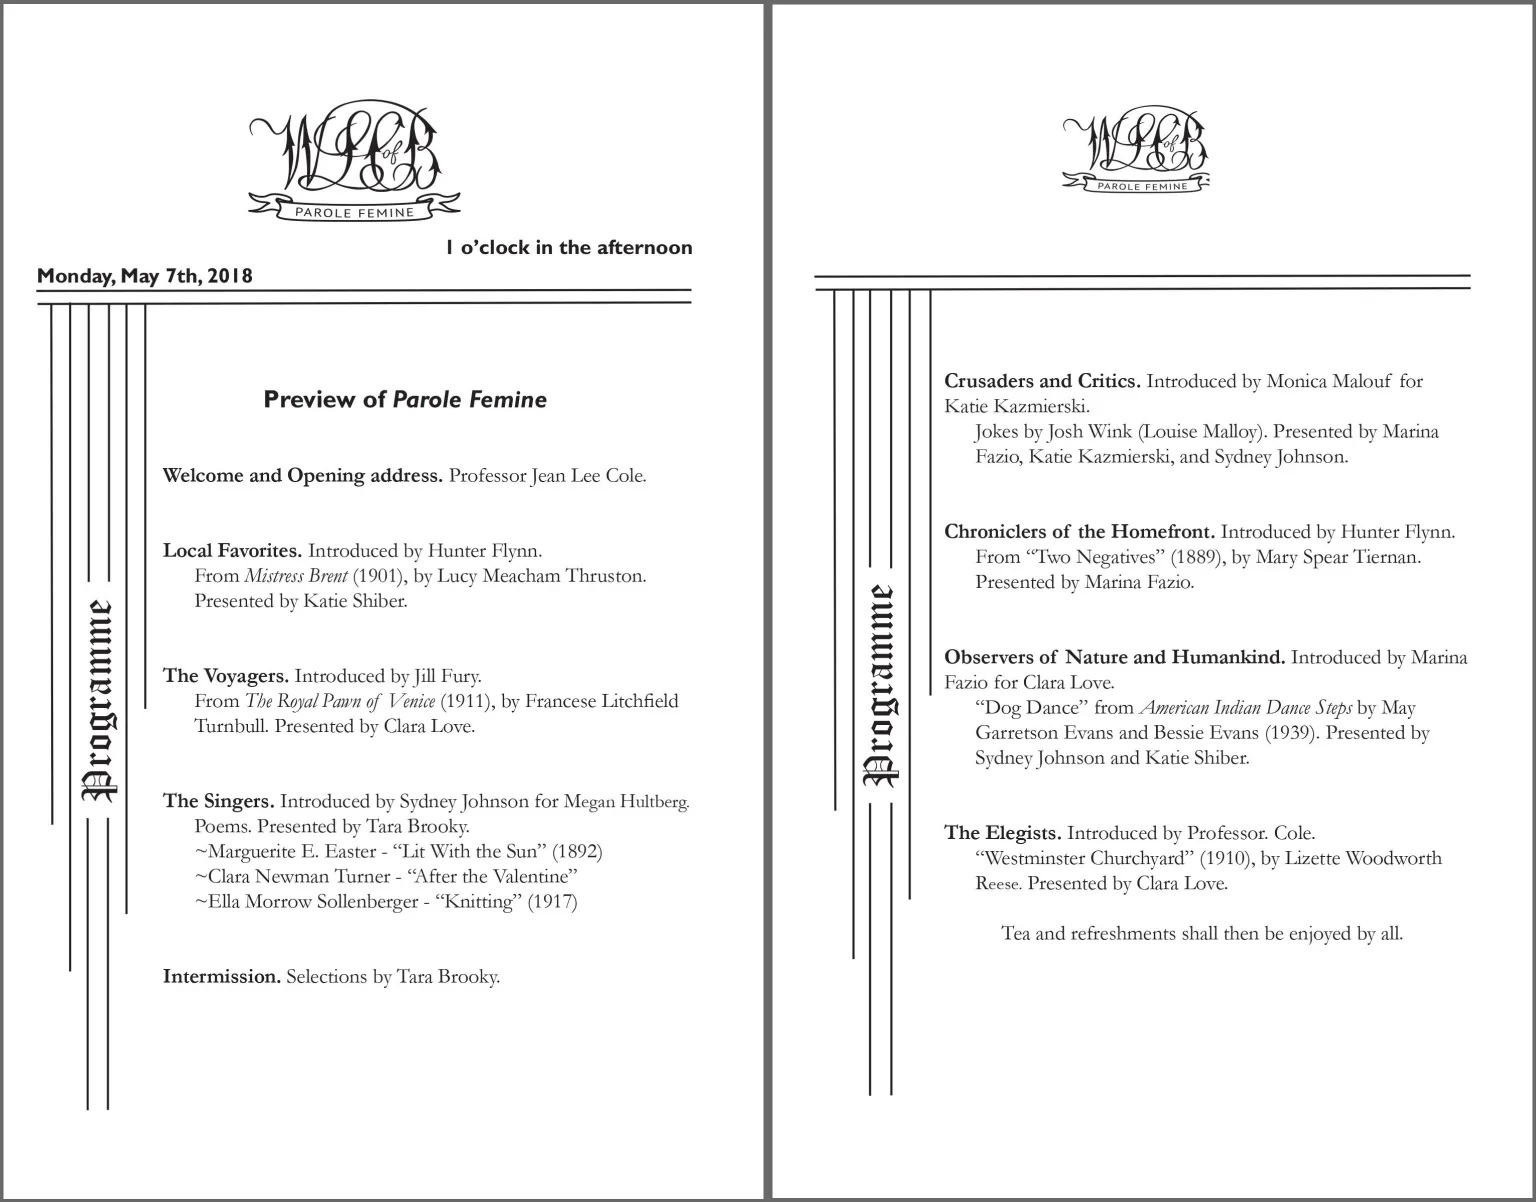 WLC of B
PAROLE FEMINE
1 o’clock in the afternoon
Monday, May 7th, 2018
Programme
Preview of Parole Femine
Welcome and Opening address. Professor Jean Lee Cole.
Local Favorites. Introduced by Hunter Flynn.
From Mistress Brent (1901), by Lucy Meacham Thruston.
Presented by Katie Shiber.
The Voyagers. Introduced by Jill Fury.
From The Royal Pawn of Venice (1911), by Francese Litchfield
Turnbull. Presented by Clara Love.
The Singers. Introduced by Sydney Johnson for Megan Hultberg.
Poems. Presented by Tara Brooky.
~Marguerite E. Easter - “Lit With the Sun” (1892)
~Clara Newman Turner - “After the Valentine”
~Ella Morrow Sollenberger - “Knitting” (1917)
Intermission. Selections by Tara Brooky.
WLC of B
PAROLE FEMINE
Programme
Crusaders and Critics. Introduced by Monica Malouf for
Katie Kazmierski.
Jokes by Josh Wink (Louise Malloy). Presented by Marina
Fazio, Katie Kazmierski, and Sydney Johnson.
Chroniclers of the Homefront. Introduced by Hunter Flynn.
From “Two Negatives” (1889), by Mary Spear Tiernan.
Presented by Marina Fazio.
Observers of Nature and Humankind. Introduced by Marina
Fazio for Clara Love.
“Dog Dance” from American Indian Dance Steps by May
Garretson Evans and Bessie Evans (1939). Presented by
Sydney Johnson and Katie Shiber.
The Elegists. Introduced by Professor. Cole.
“Westminster Churchyard” (1910), by Lizette Woodworth
Reese. Presented by Clara Love.
Tea and refreshments shall then be enjoyed by all.